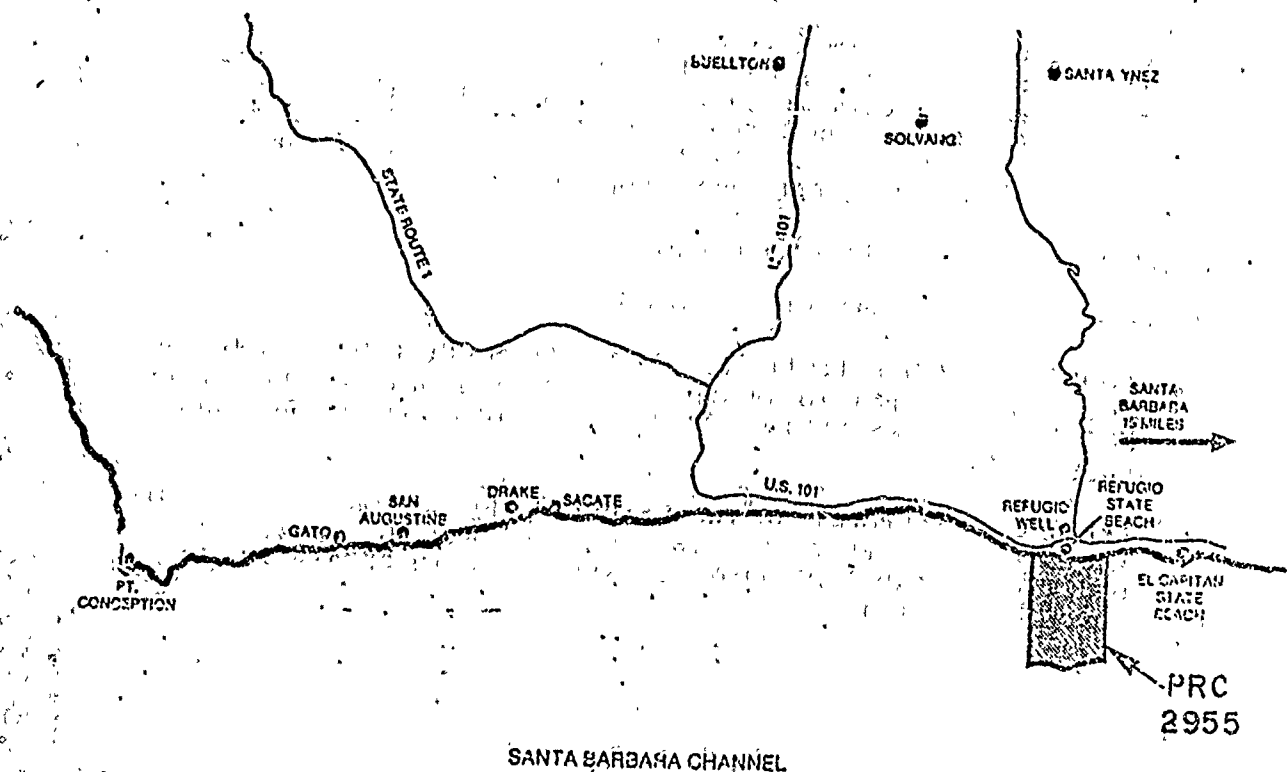 BUELLTON
SANTA YNEZ
SOLVANG
STATE ROUTE 1
U.S. 101
SANTA
BARBARA
15 MILES
U.S. 101
SAN
AUGUSTINE
DRAKE
SACATE
GATO
REFUGIO
WELL
REFUGIO
STATE
BEACH
PT.
CONCEPTION
EL CAPITAN
STATE
BEACH
PRC
2955
SANTA BARBARA CHANNEL